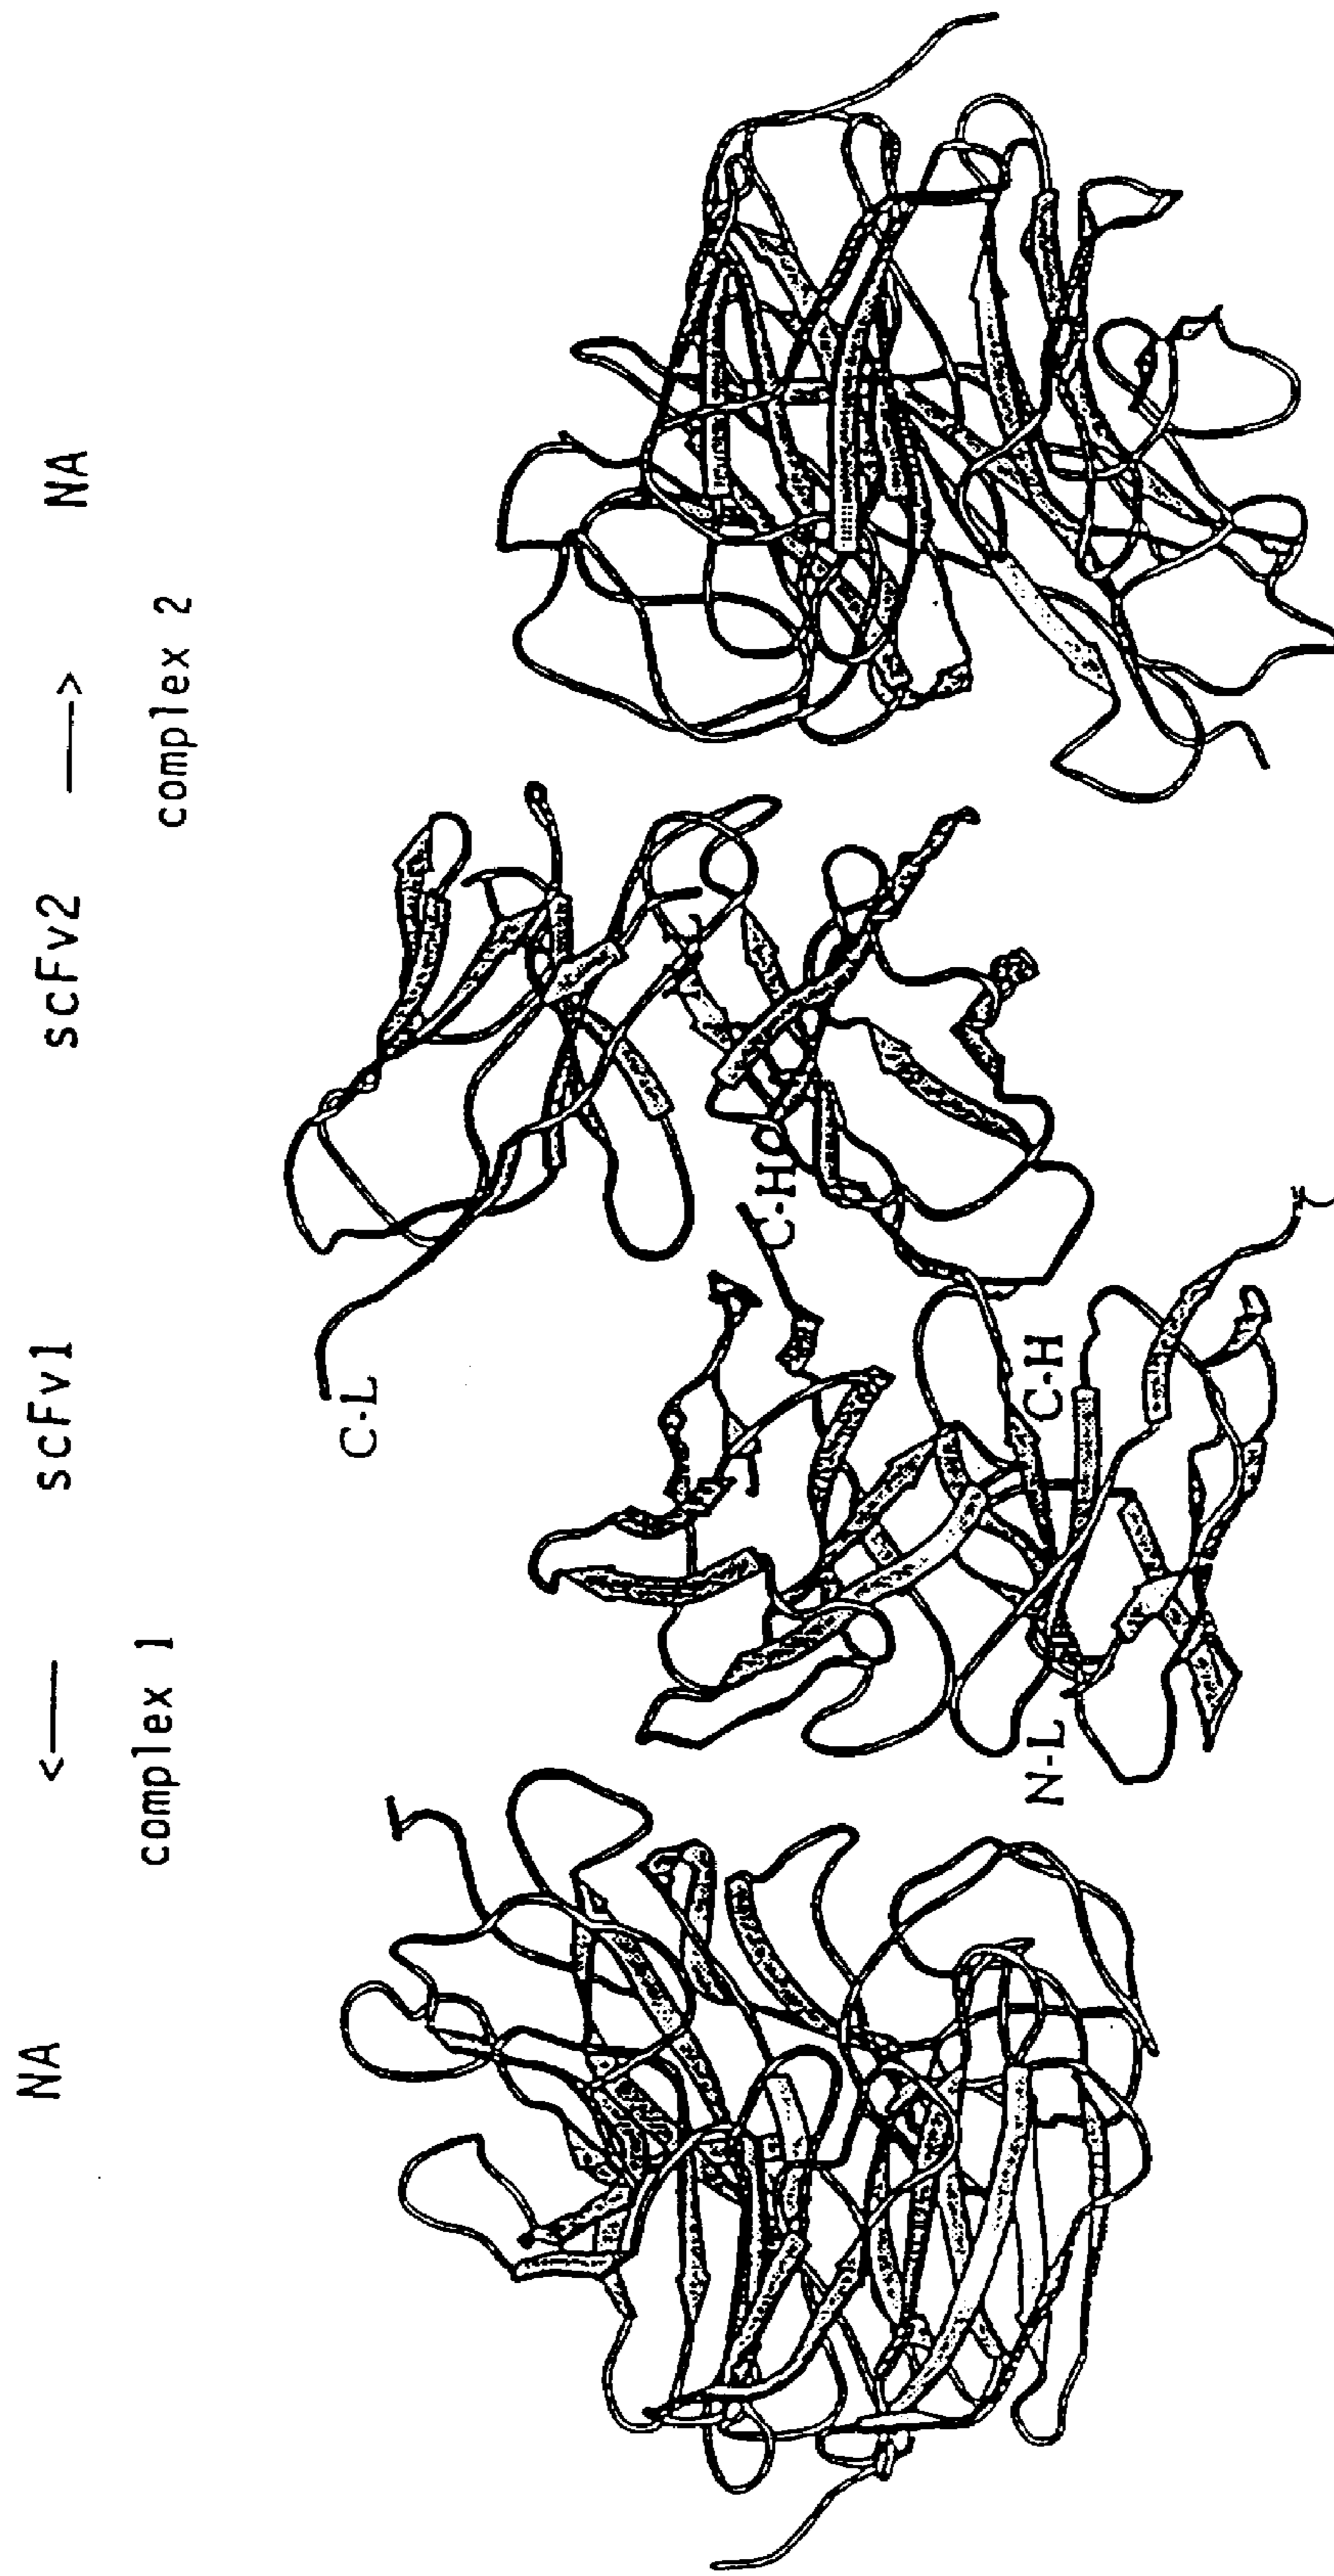 NA <—— scFv1 scFv2 ——> NA
complex 1 complex 2
C-L
C-H
C-H
N-L